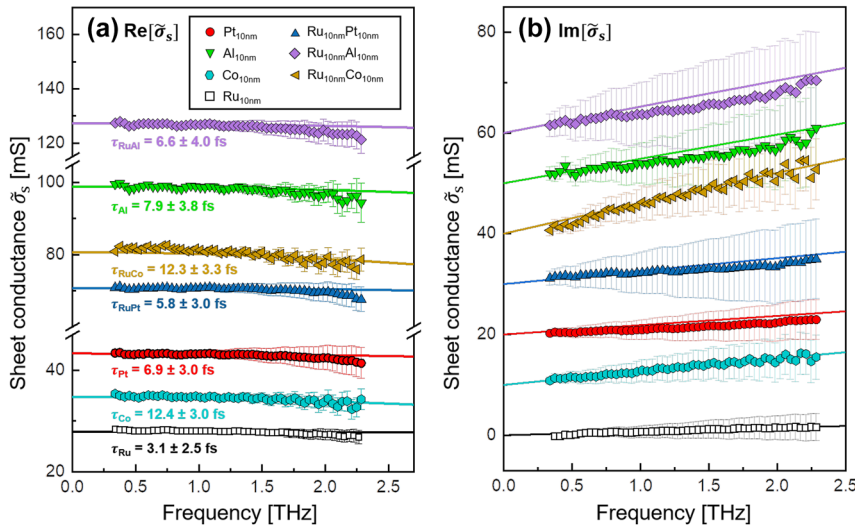 (a) Re[σ̃ₛ]
Pt10nm
Al10nm
Co10nm
Ru10nm
Ru10nmPt10nm
Ru10nmAl10nm
Ru10nmCo10nm
τRuAl = 6.6 ± 4.0 fs
τAl = 7.9 ± 3.8 fs
τRuCo = 12.3 ± 3.3 fs
τRuPt = 5.8 ± 3.0 fs
τPt = 6.9 ± 3.0 fs
τCo = 12.4 ± 3.0 fs
τRu = 3.1 ± 2.5 fs
Sheet conductance σ̃ₛ [mS]
160
140
120
100
80
40
20
0.0 0.5 1.0 1.5 2.0 2.5
Frequency [THz]
(b) Im[σ̃ₛ]
Sheet conductance σ̃ₛ [mS]
80
60
40
20
0
0.0 0.5 1.0 1.5 2.0 2.5
Frequency [THz]